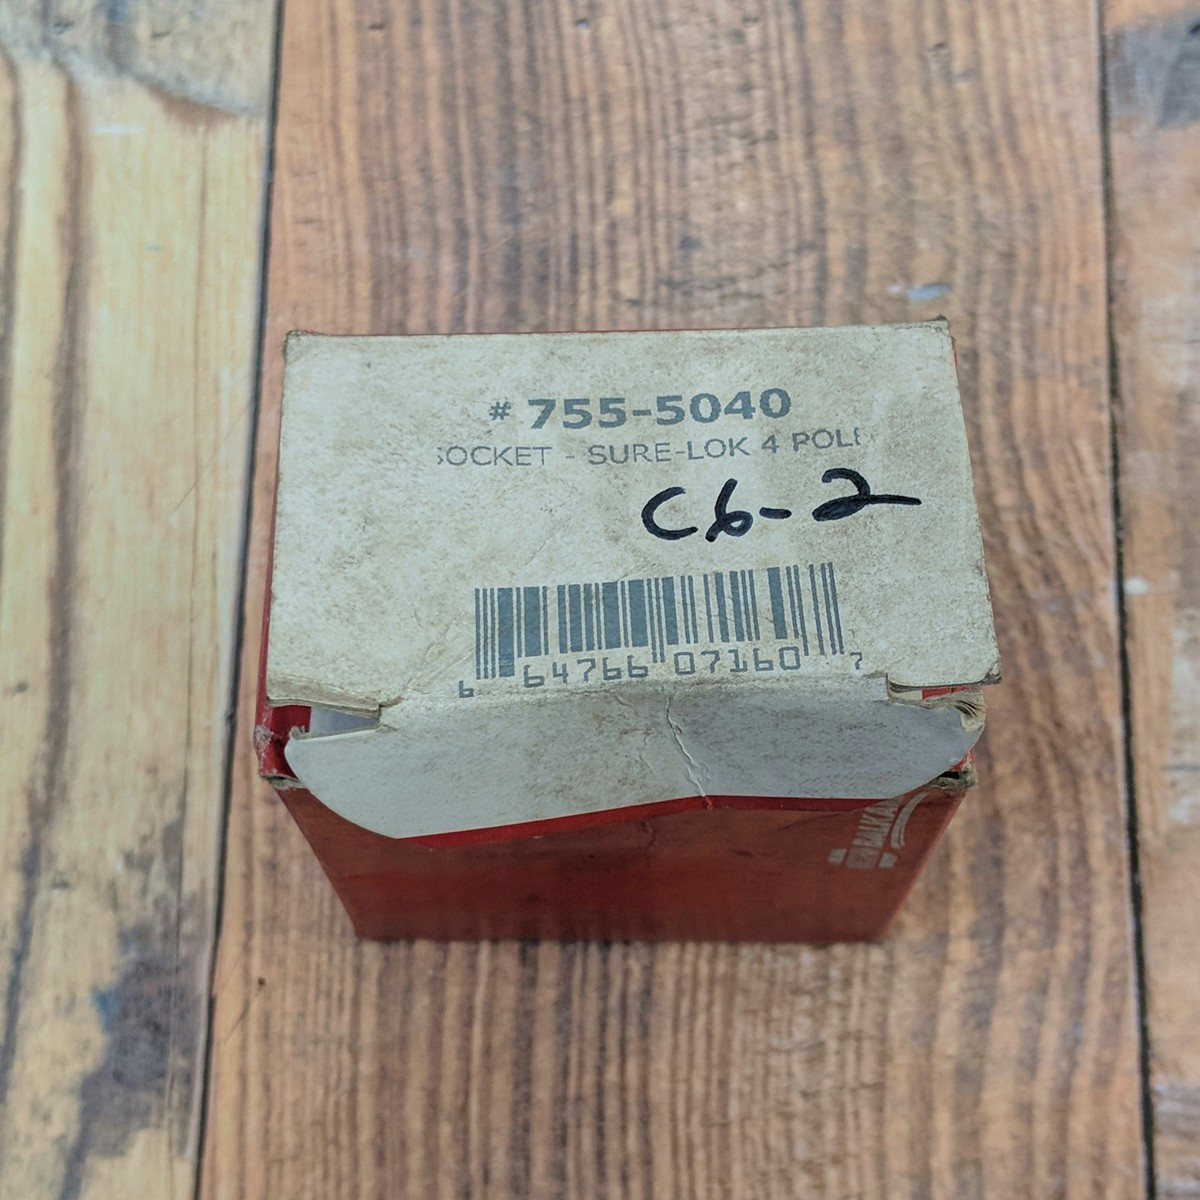 # 755-5040
SOCKET - SURE-LOK 4 POLE
C6-2
6 64766 07160 7